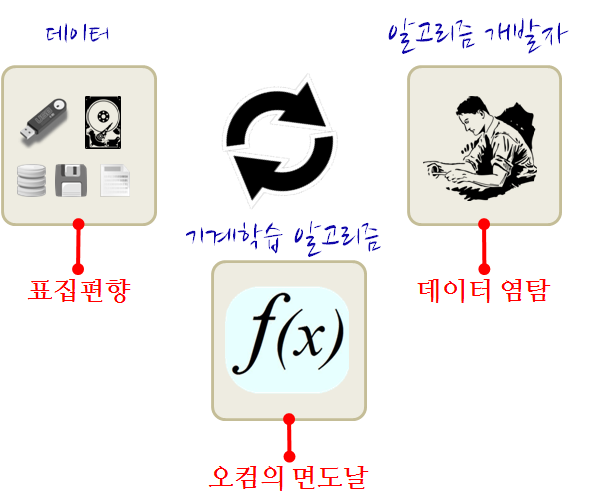 데이터
알고리즘 개발자
기계학습 알고리즘
표집편향
데이터 염탐
f(x)
오컴의 면도날